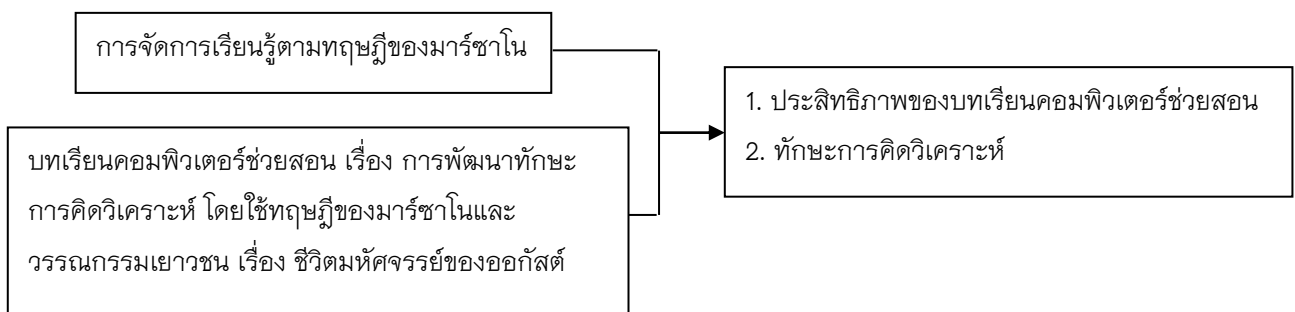 การจัดการเรียนรู้ตามทฤษฎีของมาร์ซาโน
บทเรียนคอมพิวเตอร์ช่วยสอน เรื่อง การพัฒนาทักษะ
การคิดวิเคราะห์ โดยใช้ทฤษฎีของมาร์ซาโนและ
วรรณกรรมเยาวชน เรื่อง ชีวิตมหัศจรรย์ของออกัสต์
1. ประสิทธิภาพของบทเรียนคอมพิวเตอร์ช่วยสอน
2. ทักษะการคิดวิเคราะห์